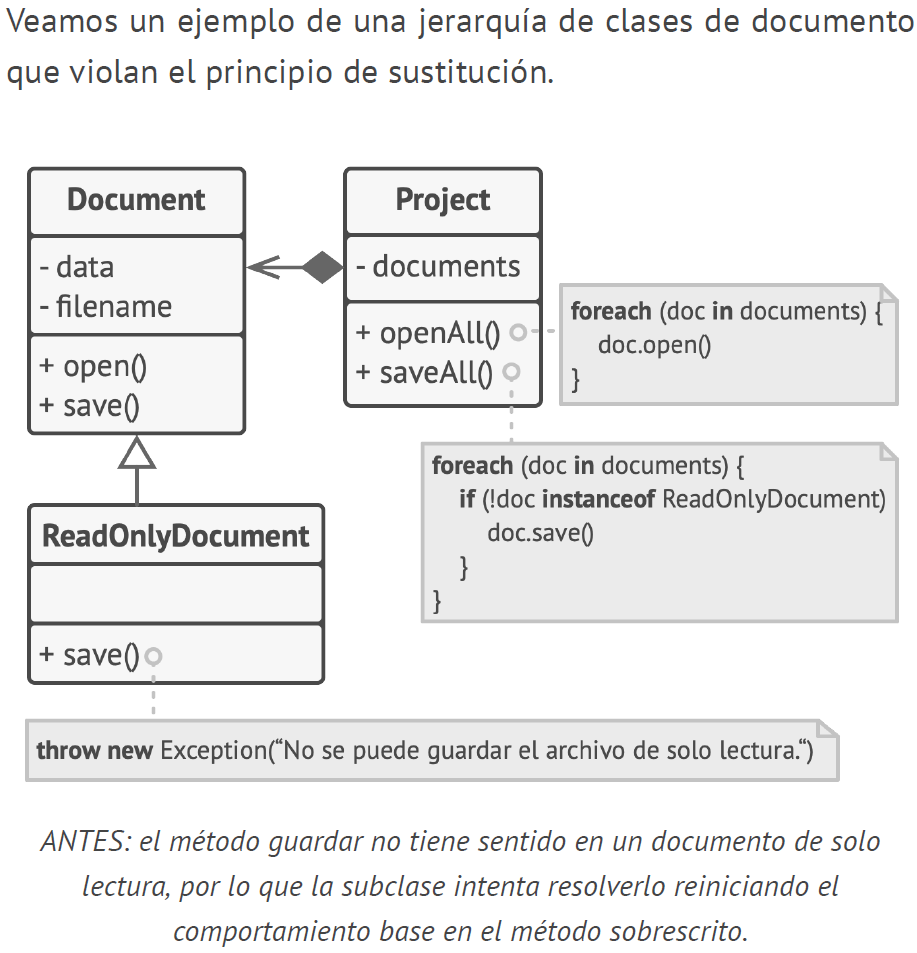 Veamos un ejemplo de una jerarquía de clases de documento
que violan el principio de sustitución.
Document
- data
- filename
+ open()
+ save()
Project
- documents
+ openAll()
+ saveAll()
foreach (doc in documents) {
doc.open()
}
foreach (doc in documents) {
if (!doc instanceof ReadOnlyDocument)
doc.save()
}
}
ReadOnlyDocument
+ save()
throw new Exception(“No se puede guardar el archivo de solo lectura.“)
ANTES: el método guardar no tiene sentido en un documento de solo
lectura, por lo que la subclase intenta resolverlo reiniciando el
comportamiento base en el método sobrescrito.